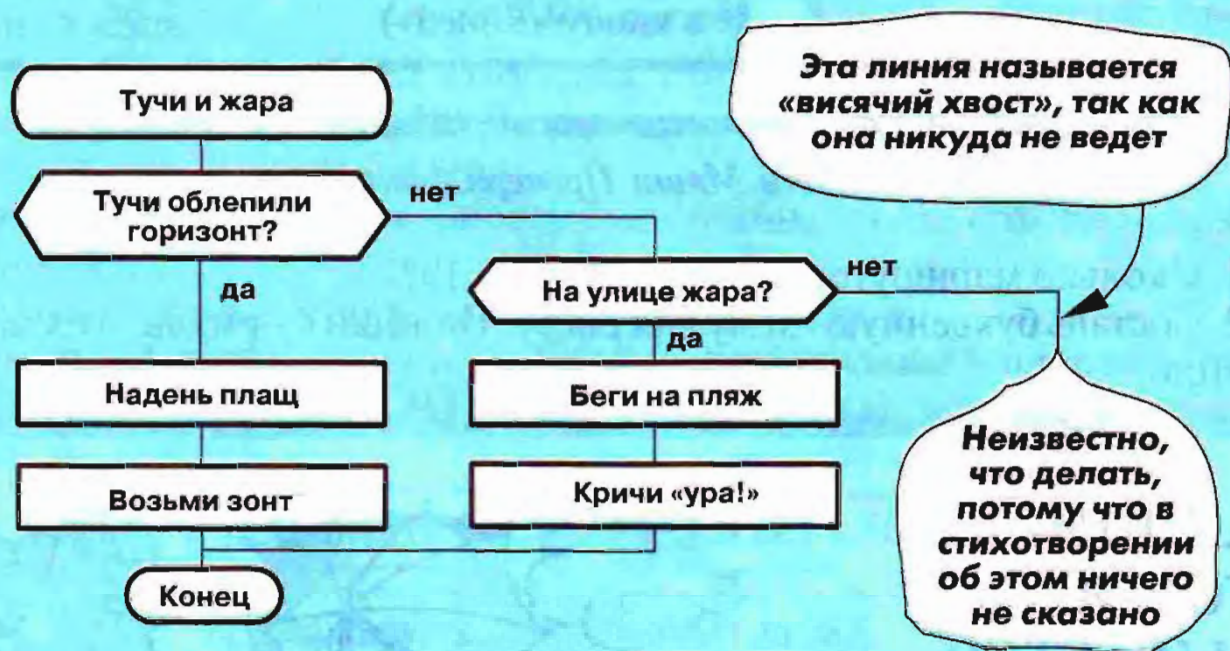 Тучи и жара
Тучи облепили
горизонт?
нет
да
На улице жара?
нет
да
Надень плащ
Возьми зонт
Беги на пляж
Кричи «ура!»
Конец
Эта линия называется
«висячий хвост», так как
она никуда не ведет
Неизвестно,
что делать,
потому что в
стихотворении
об этом ничего
не сказано